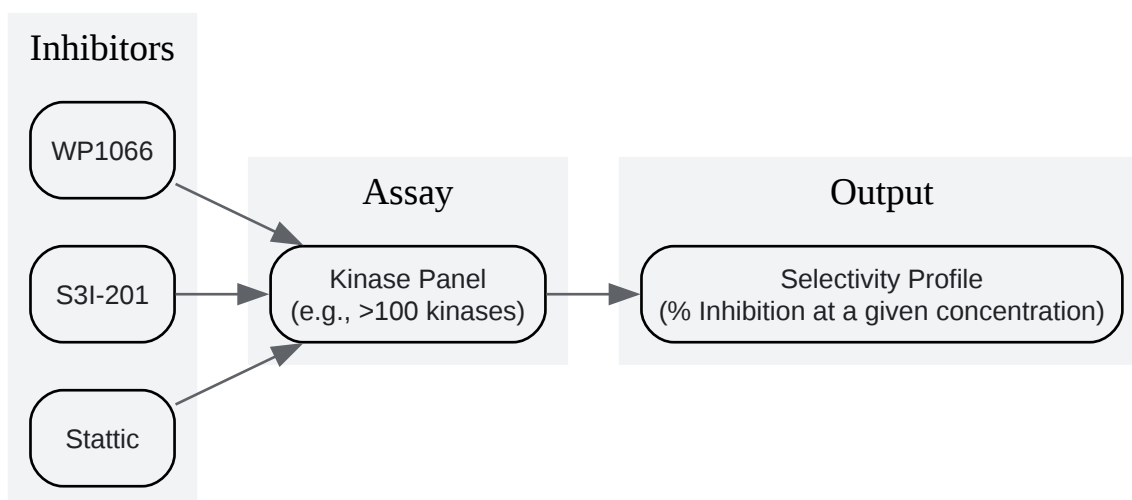 Inhibitors
WP1066
S3I-201
Stattic
Assay
Kinase Panel
(e.g., >100 kinases)
Output
Selectivity Profile
(% Inhibition at a given concentration)